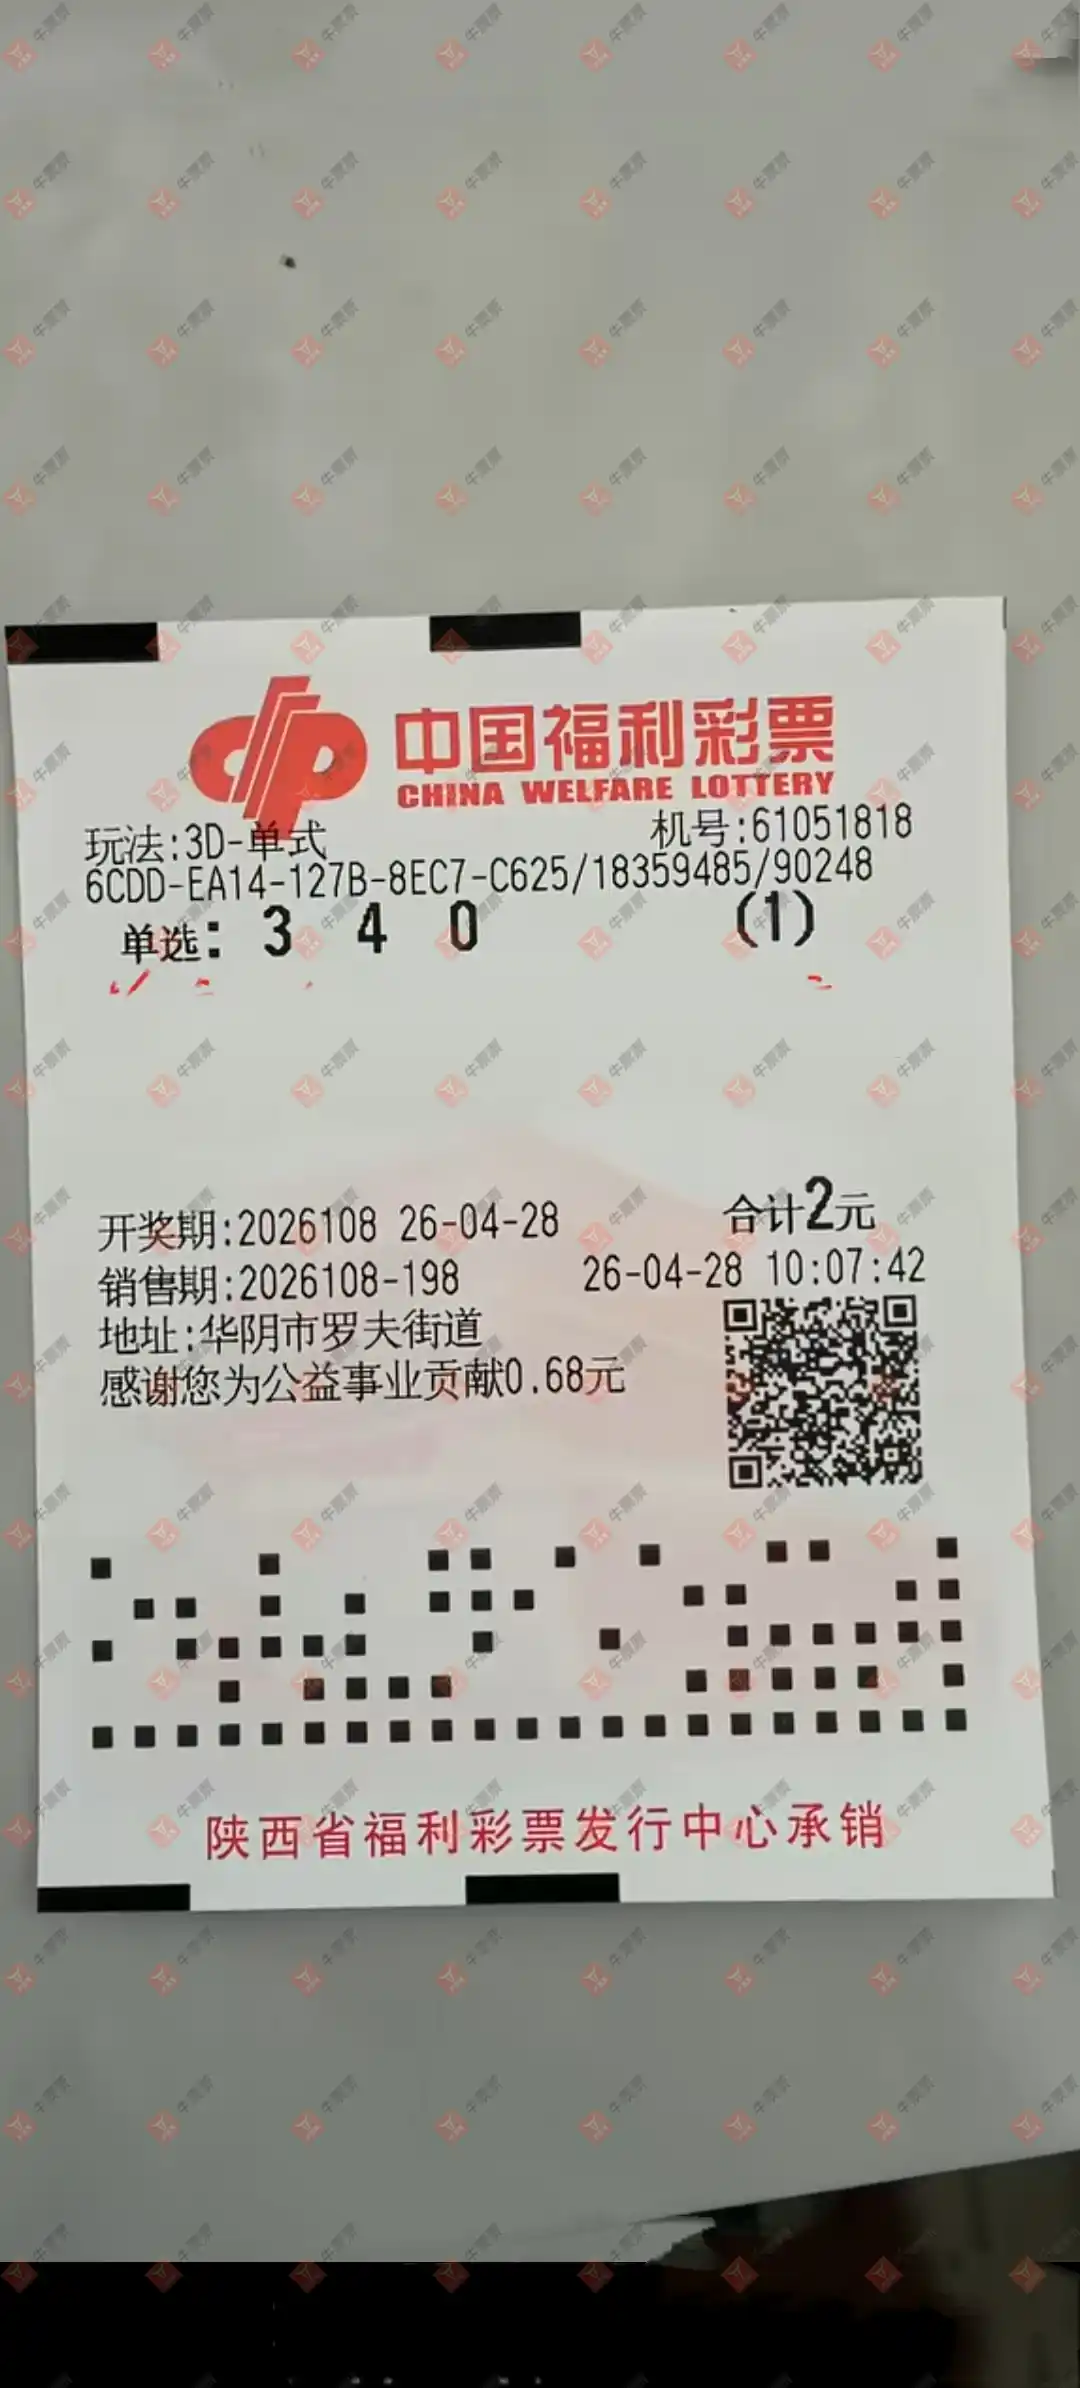 中国福利彩票
CHINA WELFARE LOTTERY
玩法:3D-单式 机号:61051818
6CDD-EA14-127B-8EC7-C625/18359485/90248
单选: 3 4 0 (1)
开奖期:2026108 26-04-28 合计2元
销售期:2026108-198 26-04-28 10:07:42
地址:华阴市罗夫街道
感谢您为公益事业贡献0.68元
陕西省福利彩票发行中心承销
牛票票